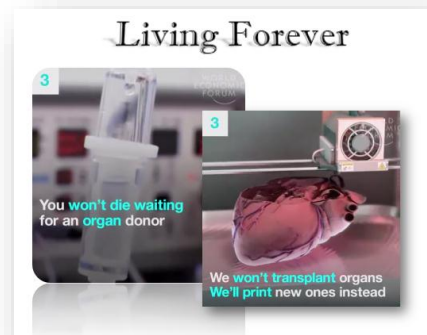 Living Forever
3
WORLD
ECONOMIC
FORUM
You won't die waiting
for an organ donor
3
We won't transplant organs
We'll print new ones instead